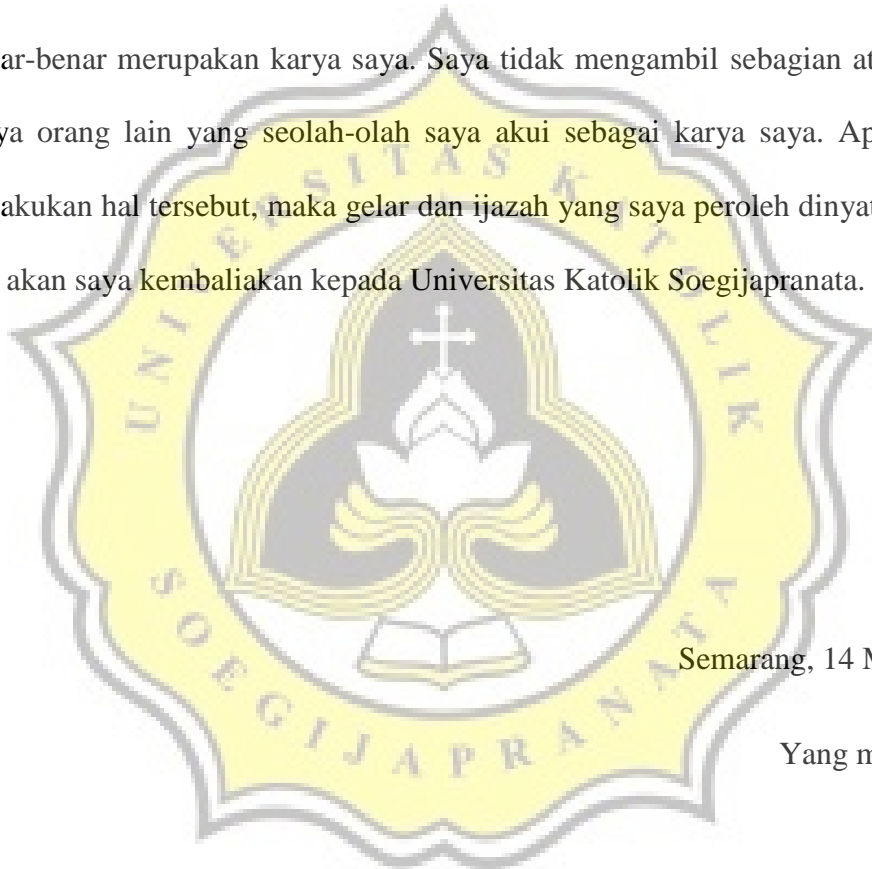 ar-benar merupakan karya saya. Saya tidak mengambil sebagian at
ya orang lain yang seolah-olah saya akui sebagai karya saya. Ap
akukan hal tersebut, maka gelar dan ijazah yang saya peroleh dinyat
akan saya kembaliakan kepada Universitas Katolik Soegijapranata.
UNIVERSITAS KATOLIK
SOEGIJAPRANATA
Semarang, 14 M
Yang m